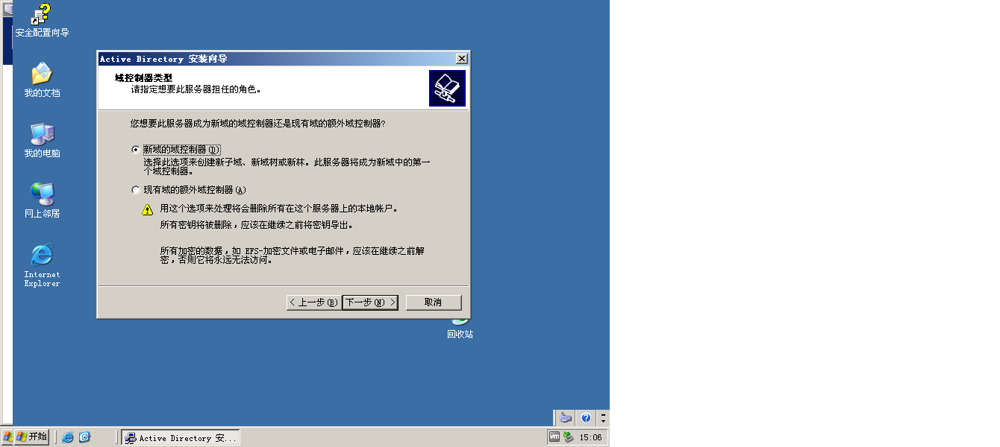 安全配置向导
我的文档
我的电脑
网上邻居
Internet
Explorer
Active Directory 安装向导
域控制器类型
请指定想要此服务器担任的角色。
您想要此服务器成为新域的域控制器还是现有域的额外域控制器?
新域的域控制器(D)
选择此选项来创建新子域、新域树或新林。此服务器将成为新域中的第一
个域控制器。
现有域的额外域控制器(A)
用这个选项来处理将会删除所有在这个服务器上的本地帐户。
所有密钥将被删除，应该在继续之前将密钥导出。
所有加密的数据，如 EFS-加密文件或电子邮件，应该在继续之前解
密，否则它将永远无法访问。
< 上一步(B) 下一步(N) > 取消
回收站
开始 Active Directory 安... 15:06